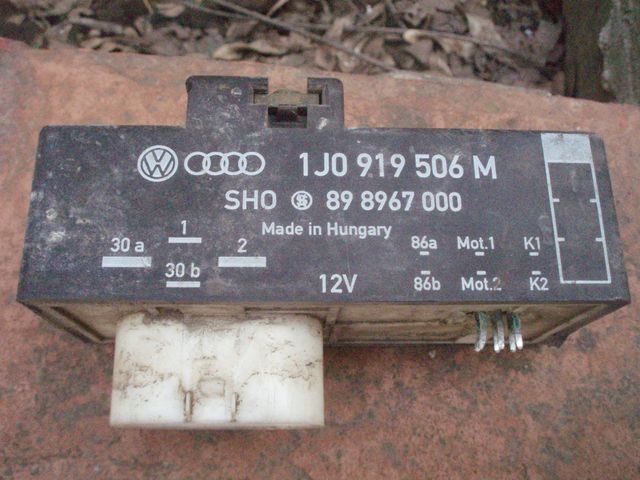 1J0 919 506 M
SHO 89 8967 000
Made in Hungary
30 a 1 2 86a Mot.1 K1
30 b 12V 86b Mot.2 K2